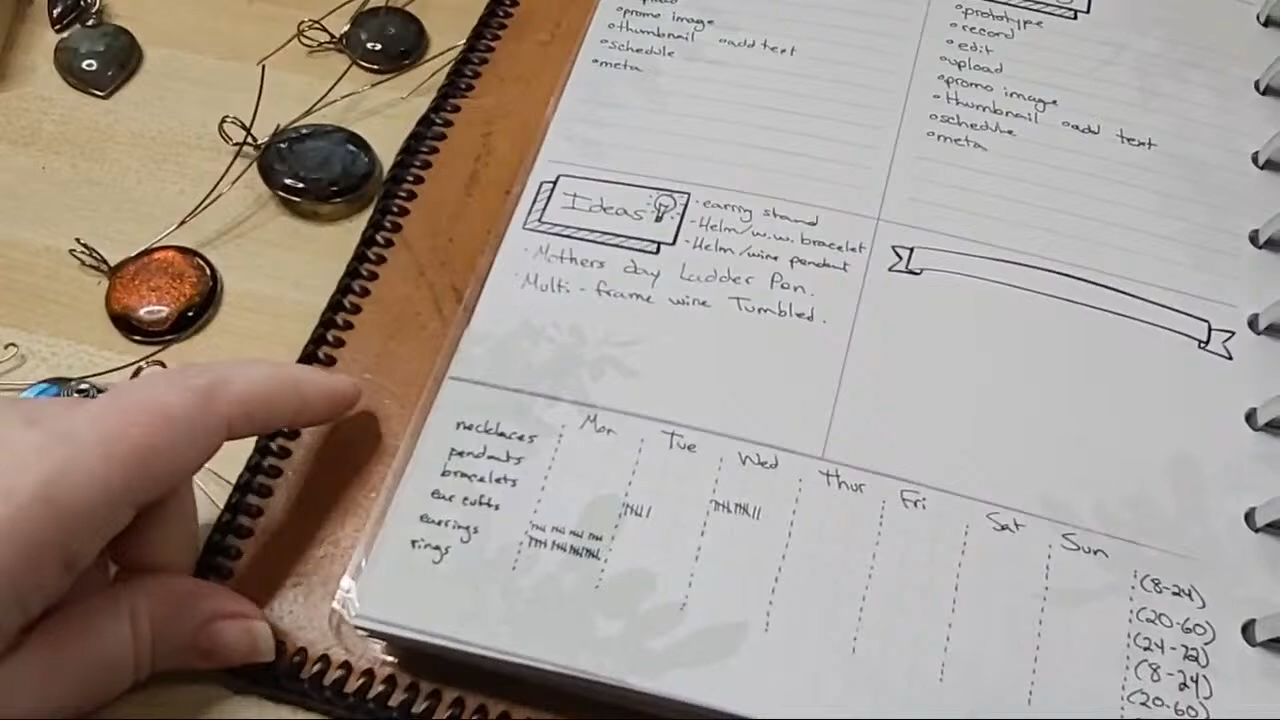 promo image
thumbnail add text
schedule
meta
prototype
record
edit
upload
promo image
thumbnail add text
schedule
meta
Ideas
earring stand
Helm/w.w. bracelet
Helm/wire pendant
Mothers day Ladder Pen.
Multi-frame wire Tumbled.
Mon Tue Wed Thur Fri Sat Sun
necklaces
pendants
bracelets
ear cuffs
earrings
rings
(8-24)
(20-60)
(24-72)
(8-24)
(20-60)